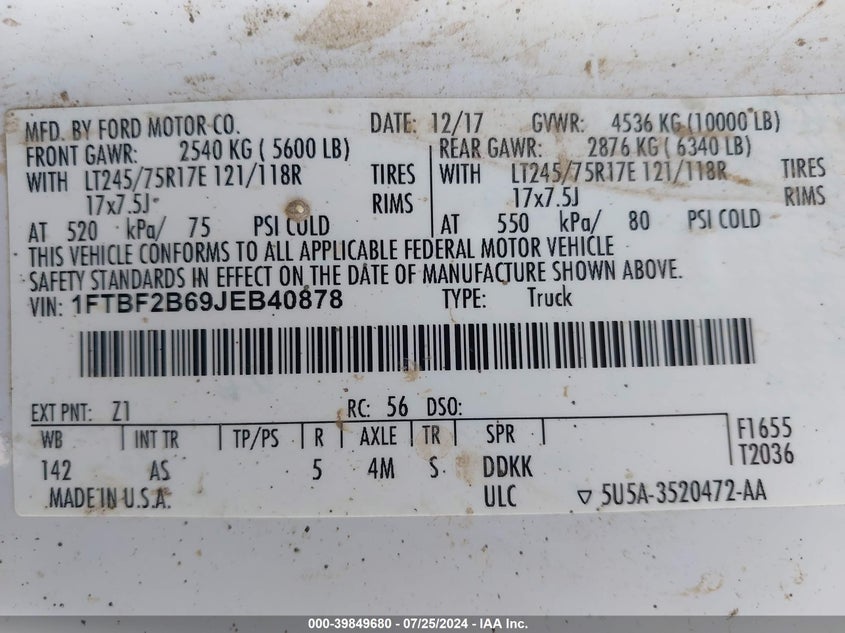 MFD. BY FORD MOTOR CO. DATE: 12/17 GVWR: 4536 KG (10000 LB)
FRONT GAWR: 2540 KG ( 5600 LB) REAR GAWR: 2876 KG ( 6340 LB)
WITH LT245/75R17E 121/118R TIRES WITH LT245/75R17E 121/118R TIRES
17x7.5J RIMS 17x7.5J RIMS
AT 520 kPa/ 75 PSI COLD AT 550 kPa/ 80 PSI COLD
THIS VEHICLE CONFORMS TO ALL APPLICABLE FEDERAL MOTOR VEHICLE
SAFETY STANDARDS IN EFFECT ON THE DATE OF MANUFACTURE SHOWN ABOVE.
VIN: 1FTBF2B69JEB40878 TYPE: Truck
EXT PNT: Z1 RC: 56 DSO:
WB INT TR TP/PS R AXLE TR SPR F1655
142 AS 5 4M S DDKK T2036
MADE IN U.S.A. ULC 5U5A-3520472-AA
000-39849680 - 07/25/2024 - IAA Inc.